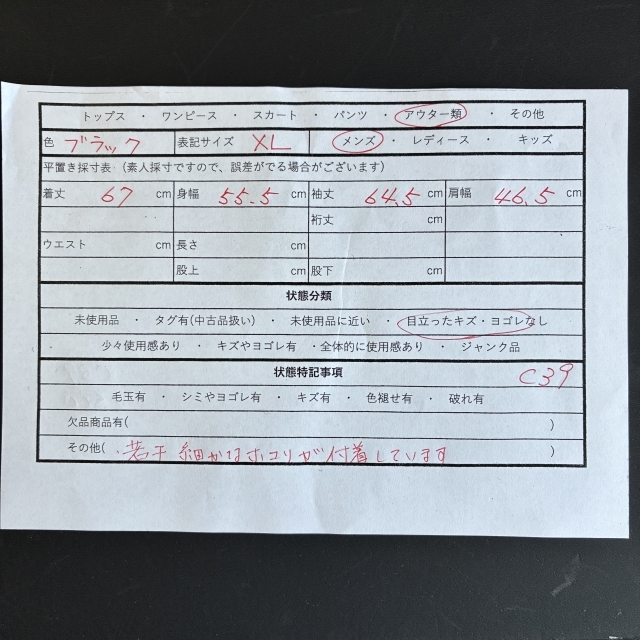 トップス ・ ワンピース ・ スカート ・ パンツ ・ アウター類 ・ その他
色 ブラック 表記サイズ XL メンズ ・ レディース ・ キッズ
平置き採寸表 (素人採寸ですので、誤差がでる場合がございます)
着丈 67 cm 身幅 55.5 cm 袖丈 64.5 cm 肩幅 46.5 cm
裄丈 cm
ウエスト cm 長さ cm
股上 cm 股下 cm
状態分類
未使用品 ・ タグ有(中古品扱い) ・ 未使用品に近い ・ 目立ったキズ・ヨゴレなし
少々使用感あり ・ キズやヨゴレ有 ・全体的に使用感あり ・ ジャンク品
状態特記事項 C39
毛玉有 ・ シミやヨゴレ有 ・ キズ有 ・ 色褪せ有 ・ 破れ有
欠品商品有( )
その他( ・若干 細かなホコリが付着しています )